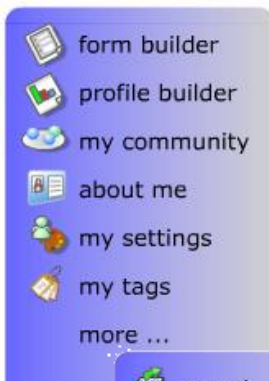 form builder
profile builder
my community
about me
my settings
my tags
more ...